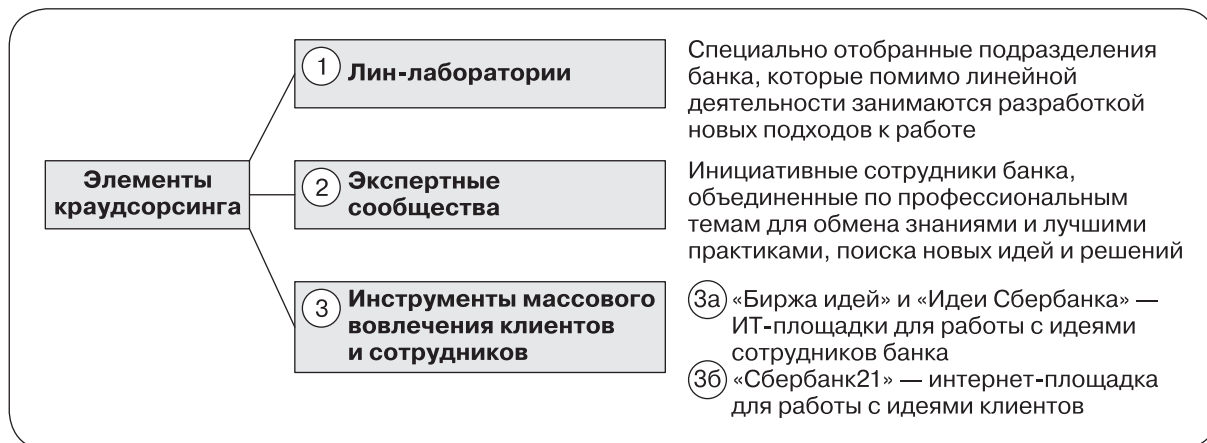 Элементы
краудсорсинга
1 Лин-лаборатории
Специально отобранные подразделения
банка, которые помимо линейной
деятельности занимаются разработкой
новых подходов к работе
2 Экспертные
сообщества
Инициативные сотрудники банка,
объединенные по профессиональным
темам для обмена знаниями и лучшими
практиками, поиска новых идей и решений
3 Инструменты массового
вовлечения клиентов
и сотрудников
3а «Биржа идей» и «Идеи Сбербанка» —
ИТ-площадки для работы с идеями
сотрудников банка
3б «Сбербанк21» — интернет-площадка
для работы с идеями клиентов